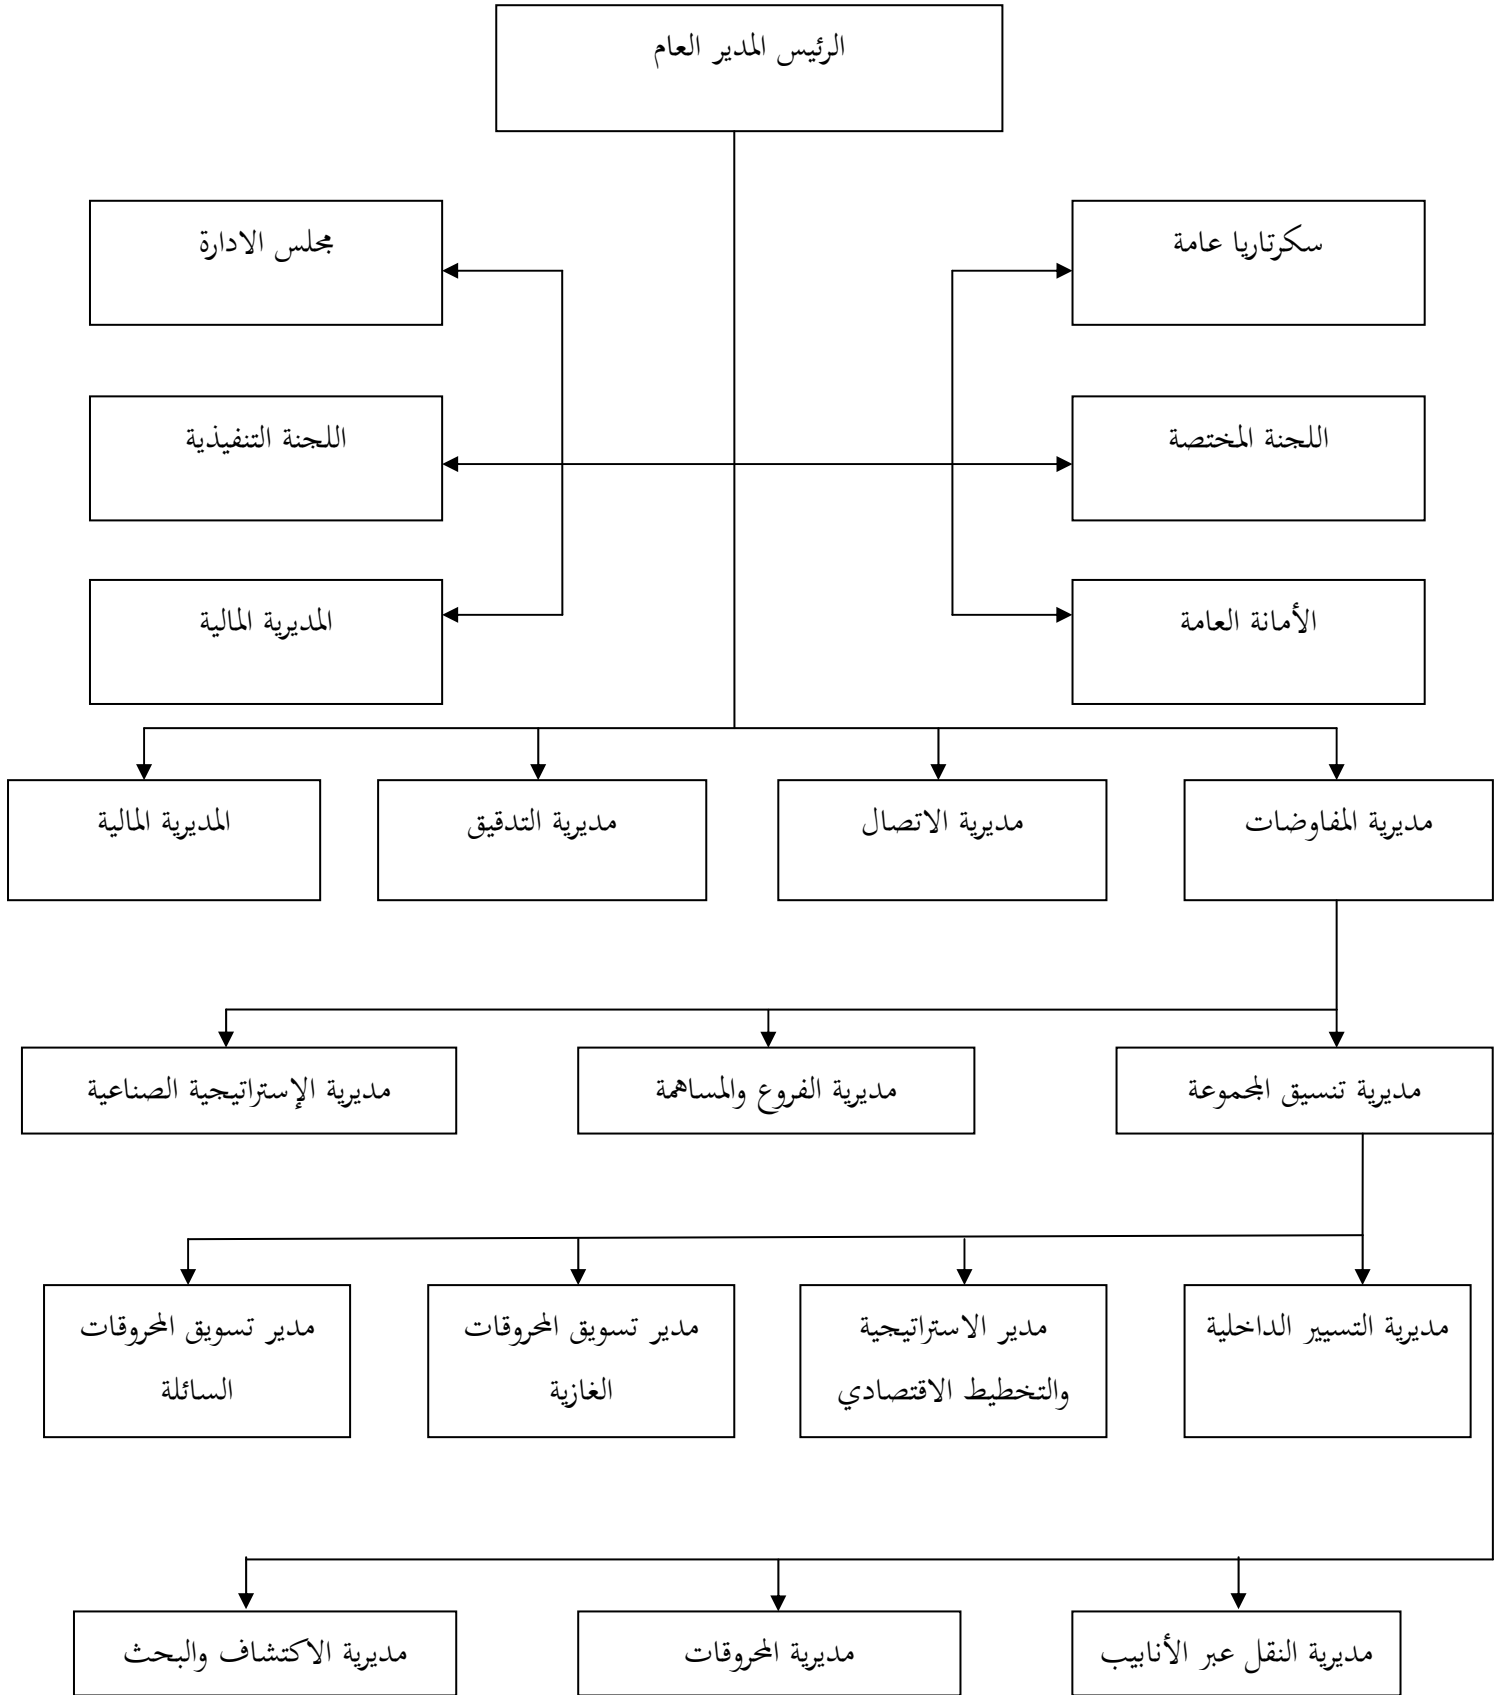 الرئيس المدير العام
سكرتاريا عامة
مجلس الادارة
اللجنة المختصة
اللجنة التنفيذية
الأمانة العامة
المديرية المالية
مديرية المفاوضات
مديرية الاتصال
مديرية التدقيق
المديرية المالية
مديرية تنسيق المجموعة
مديرية الفروع والمساهمة
مديرية الإستراتيجية الصناعية
مديرية التسيير الداخلية
مدير الاستراتيجية
والتخطيط الاقتصادي
مدير تسويق المحروقات
الغازية
مدير تسويق المحروقات
السائلة
مديرية النقل عبر الأنابيب
مديرية المحروقات
مديرية الاكتشاف والبحث